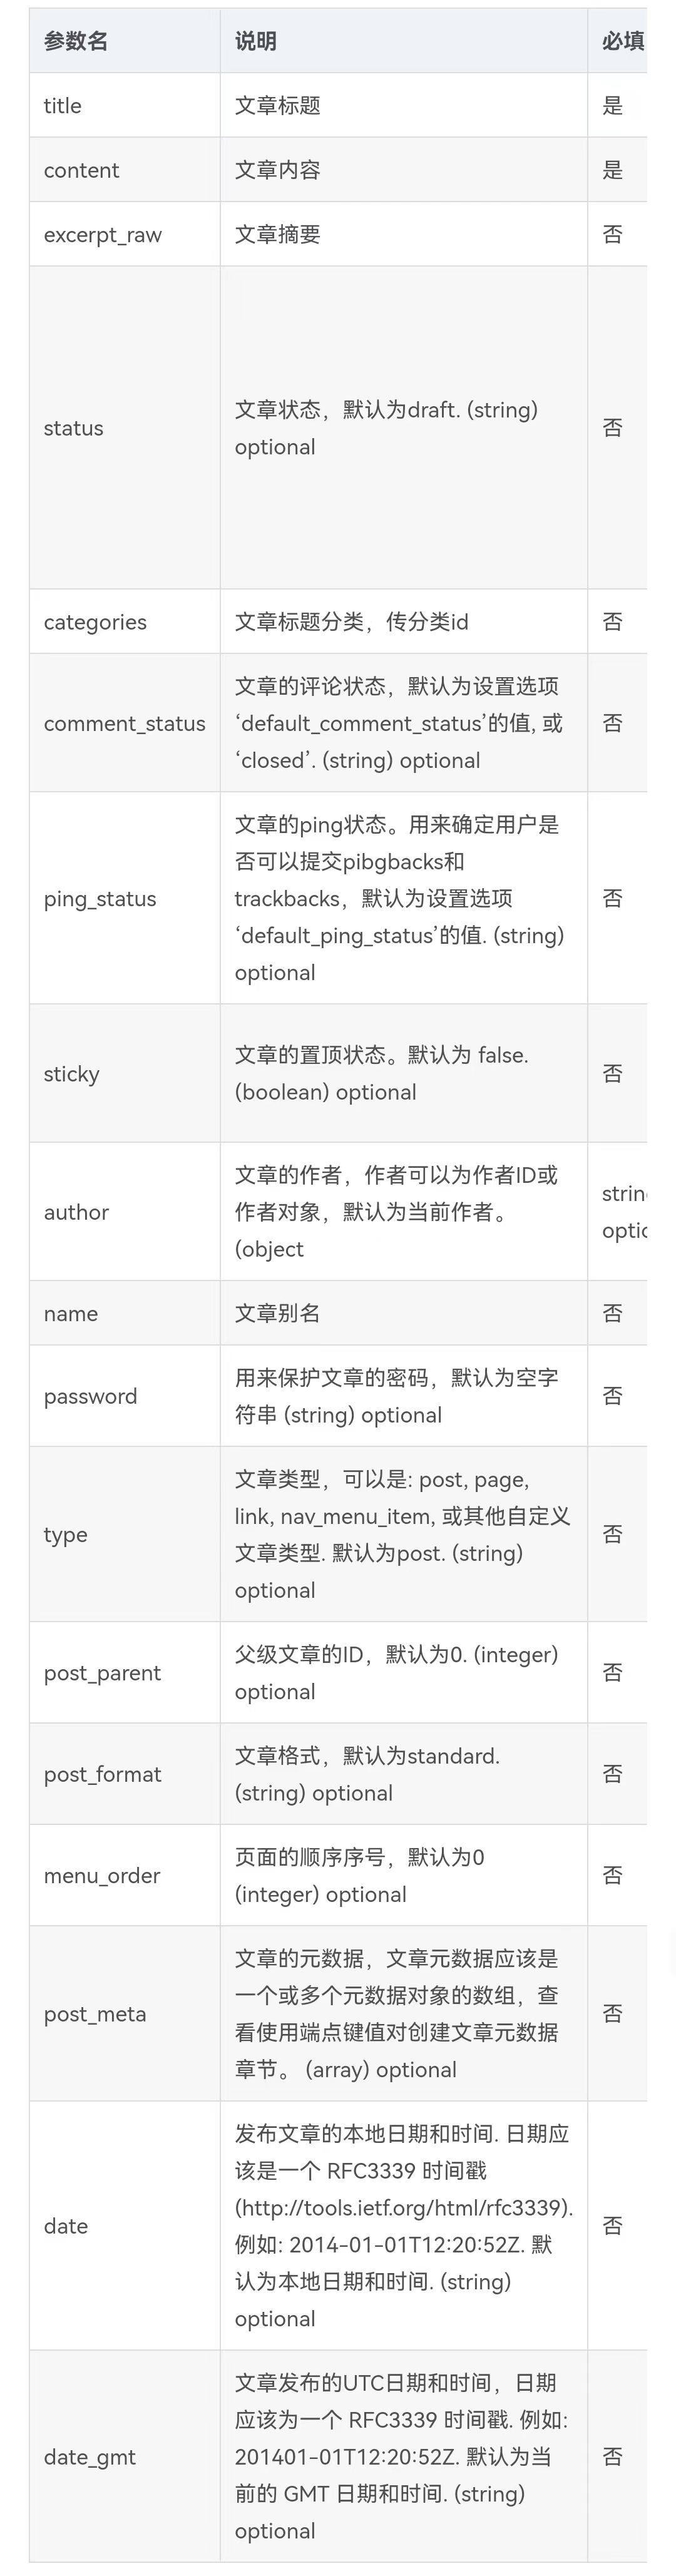 参数名 说明 必填
title 文章标题 是
content 文章内容 是
excerpt_raw 文章摘要 否
status 文章状态，默认为draft. (string) optional 否
categories 文章标题分类，传分类id 否
comment_status
文章的评论状态，默认为设置选项
‘default_comment_status’的值, 或
‘closed’. (string) optional
否
ping_status
文章的ping状态。用来确定用户是
否可以提交pibgbacks和
trackbacks，默认为设置选项
‘default_ping_status’的值. (string)
optional
否
sticky
文章的置顶状态。默认为 false.
(boolean) optional
否
author
文章的作者，作者可以为作者ID或
作者对象，默认为当前作者。
(object
name 文章别名 否
password
用来保护文章的密码，默认为空字
符串 (string) optional
否
type
文章类型，可以是: post, page,
link, nav_menu_item, 或其他自定义
文章类型. 默认为post. (string)
optional
否
post_parent
父级文章的ID，默认为0. (integer)
optional
否
post_format
文章格式，默认为standard.
(string) optional
否
menu_order
页面的顺序序号，默认为0
(integer) optional
否
post_meta
文章的元数据，文章元数据应该是
一个或多个元数据对象的数组，查
看使用端点键值对创建文章元数据
章节。 (array) optional
否
date
发布文章的本地日期和时间. 日期应
该是一个 RFC3339 时间戳
(http://tools.ietf.org/html/rfc3339).
例如: 2014-01-01T12:20:52Z. 默
认为本地日期和时间. (string)
optional
否
date_gmt
文章发布的UTC日期和时间，日期
应该为一个 RFC3339 时间戳. 例如:
201401-01T12:20:52Z. 默认为当
前的 GMT 日期和时间. (string)
optional
否